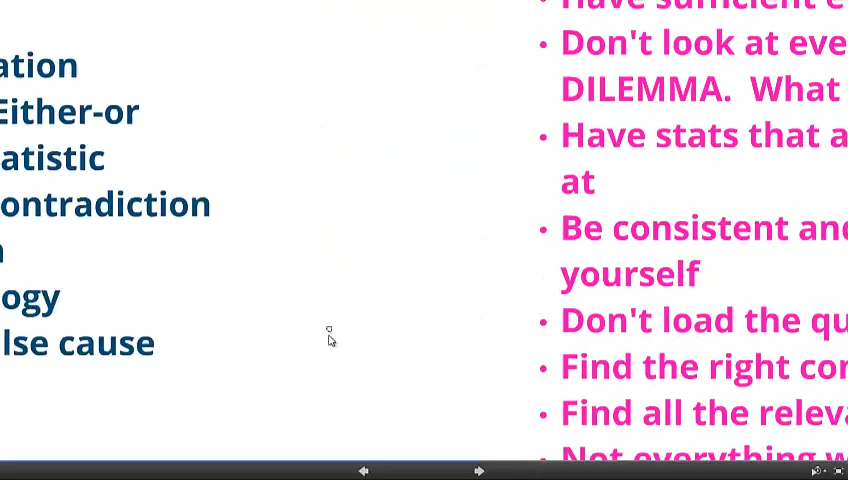 ation
Either-or
atistic
ontradiction
ogy
lse cause
• Have sufficient e
• Don't look at eve
DILEMMA. What
• Have stats that a
at
• Be consistent and
yourself
• Don't load the qu
• Find the right con
• Find all the releva
• Not everything w